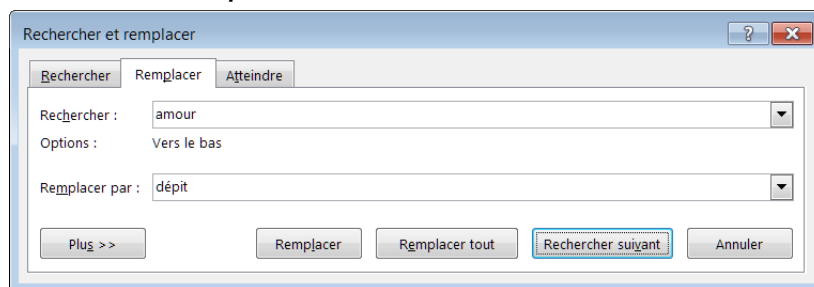 Rechercher et remplacer
Rechercher Remplacer Atteindre
Rechercher : amour
Options : Vers le bas
Remplacer par : dépit
Plus >> Remplacer Remplacer tout Rechercher suivant Annuler